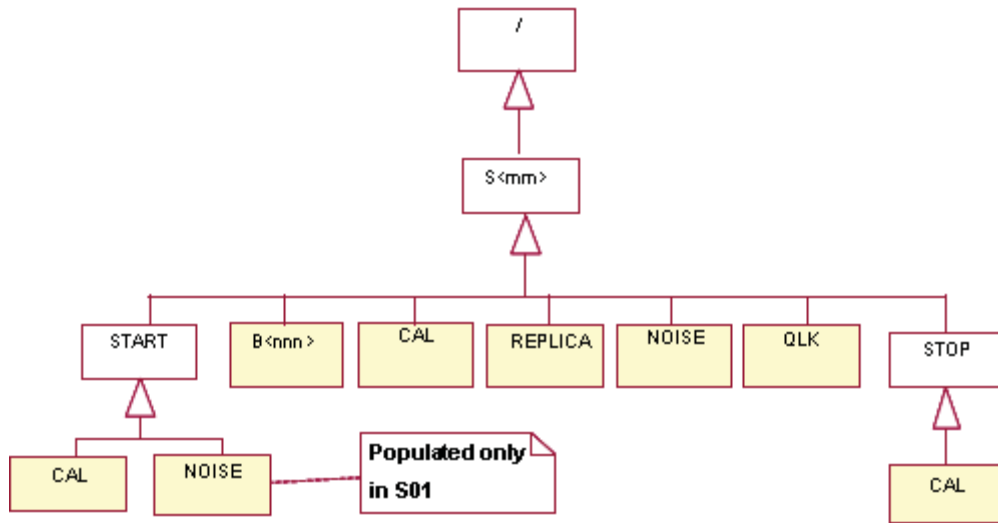 /
S<mm>
START
B<nnn>
CAL
REPLICA
NOISE
QLK
STOP
CAL
NOISE
Populated only
in S01
CAL